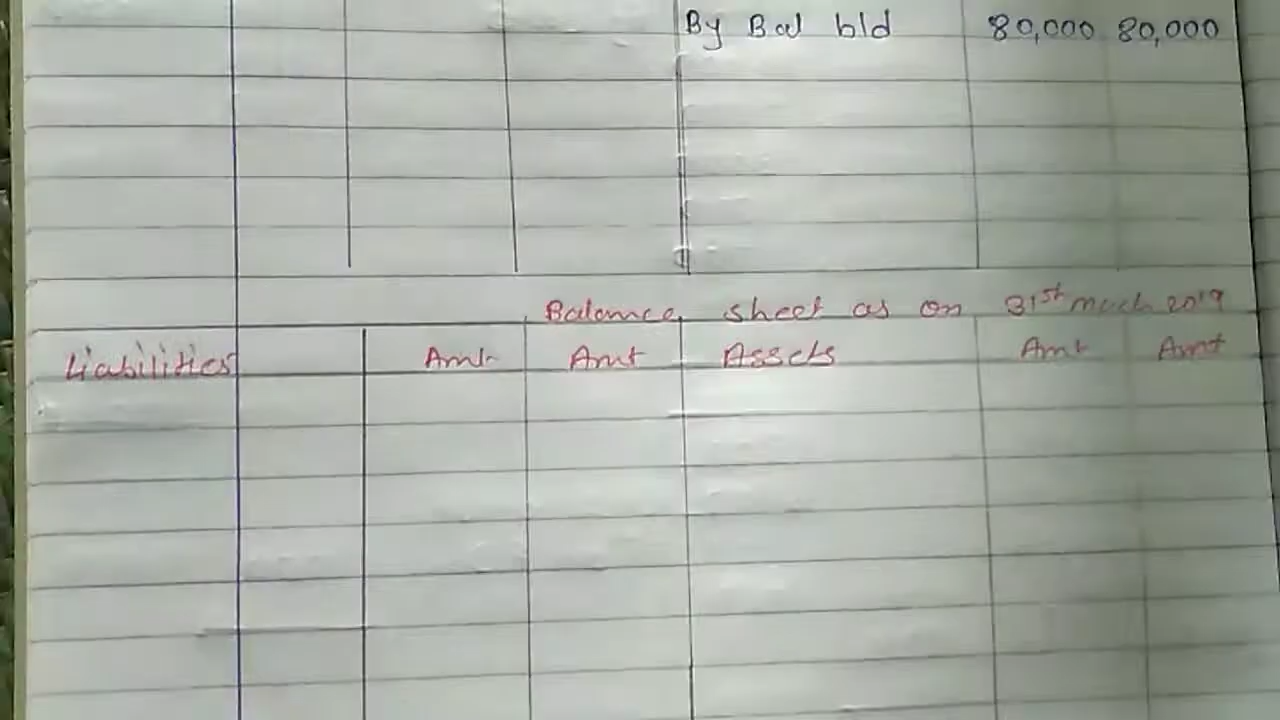 By Bal bld 80,000 80,000
Balance sheet as on 31st march 2019
Liabilities Amt Amt Assets Amt Amt